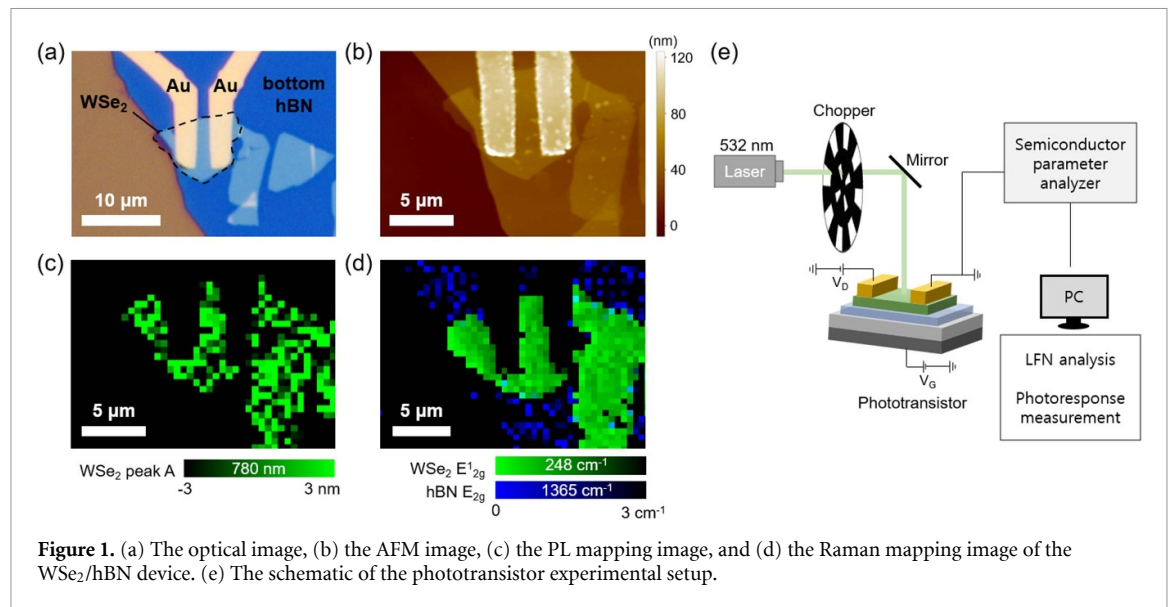 (a)
Au
Au
bottom
hBN
WSe₂
10 µm
(b)
(nm)
120
80
40
0
5 µm
(c)
5 µm
WSe₂ peak A
780 nm
-3
3 nm
(d)
5 µm
WSe₂ E¹₂g
248 cm⁻¹
hBN E₂g
1365 cm⁻¹
0
3 cm⁻¹
(e)
532 nm
Laser
Chopper
Mirror
Semiconductor
parameter
analyzer
V_D
V_G
Phototransistor
PC
LFN analysis
Photoresponse
measurement
Figure 1. (a) The optical image, (b) the AFM image, (c) the PL mapping image, and (d) the Raman mapping image of the
WSe₂/hBN device. (e) The schematic of the phototransistor experimental setup.